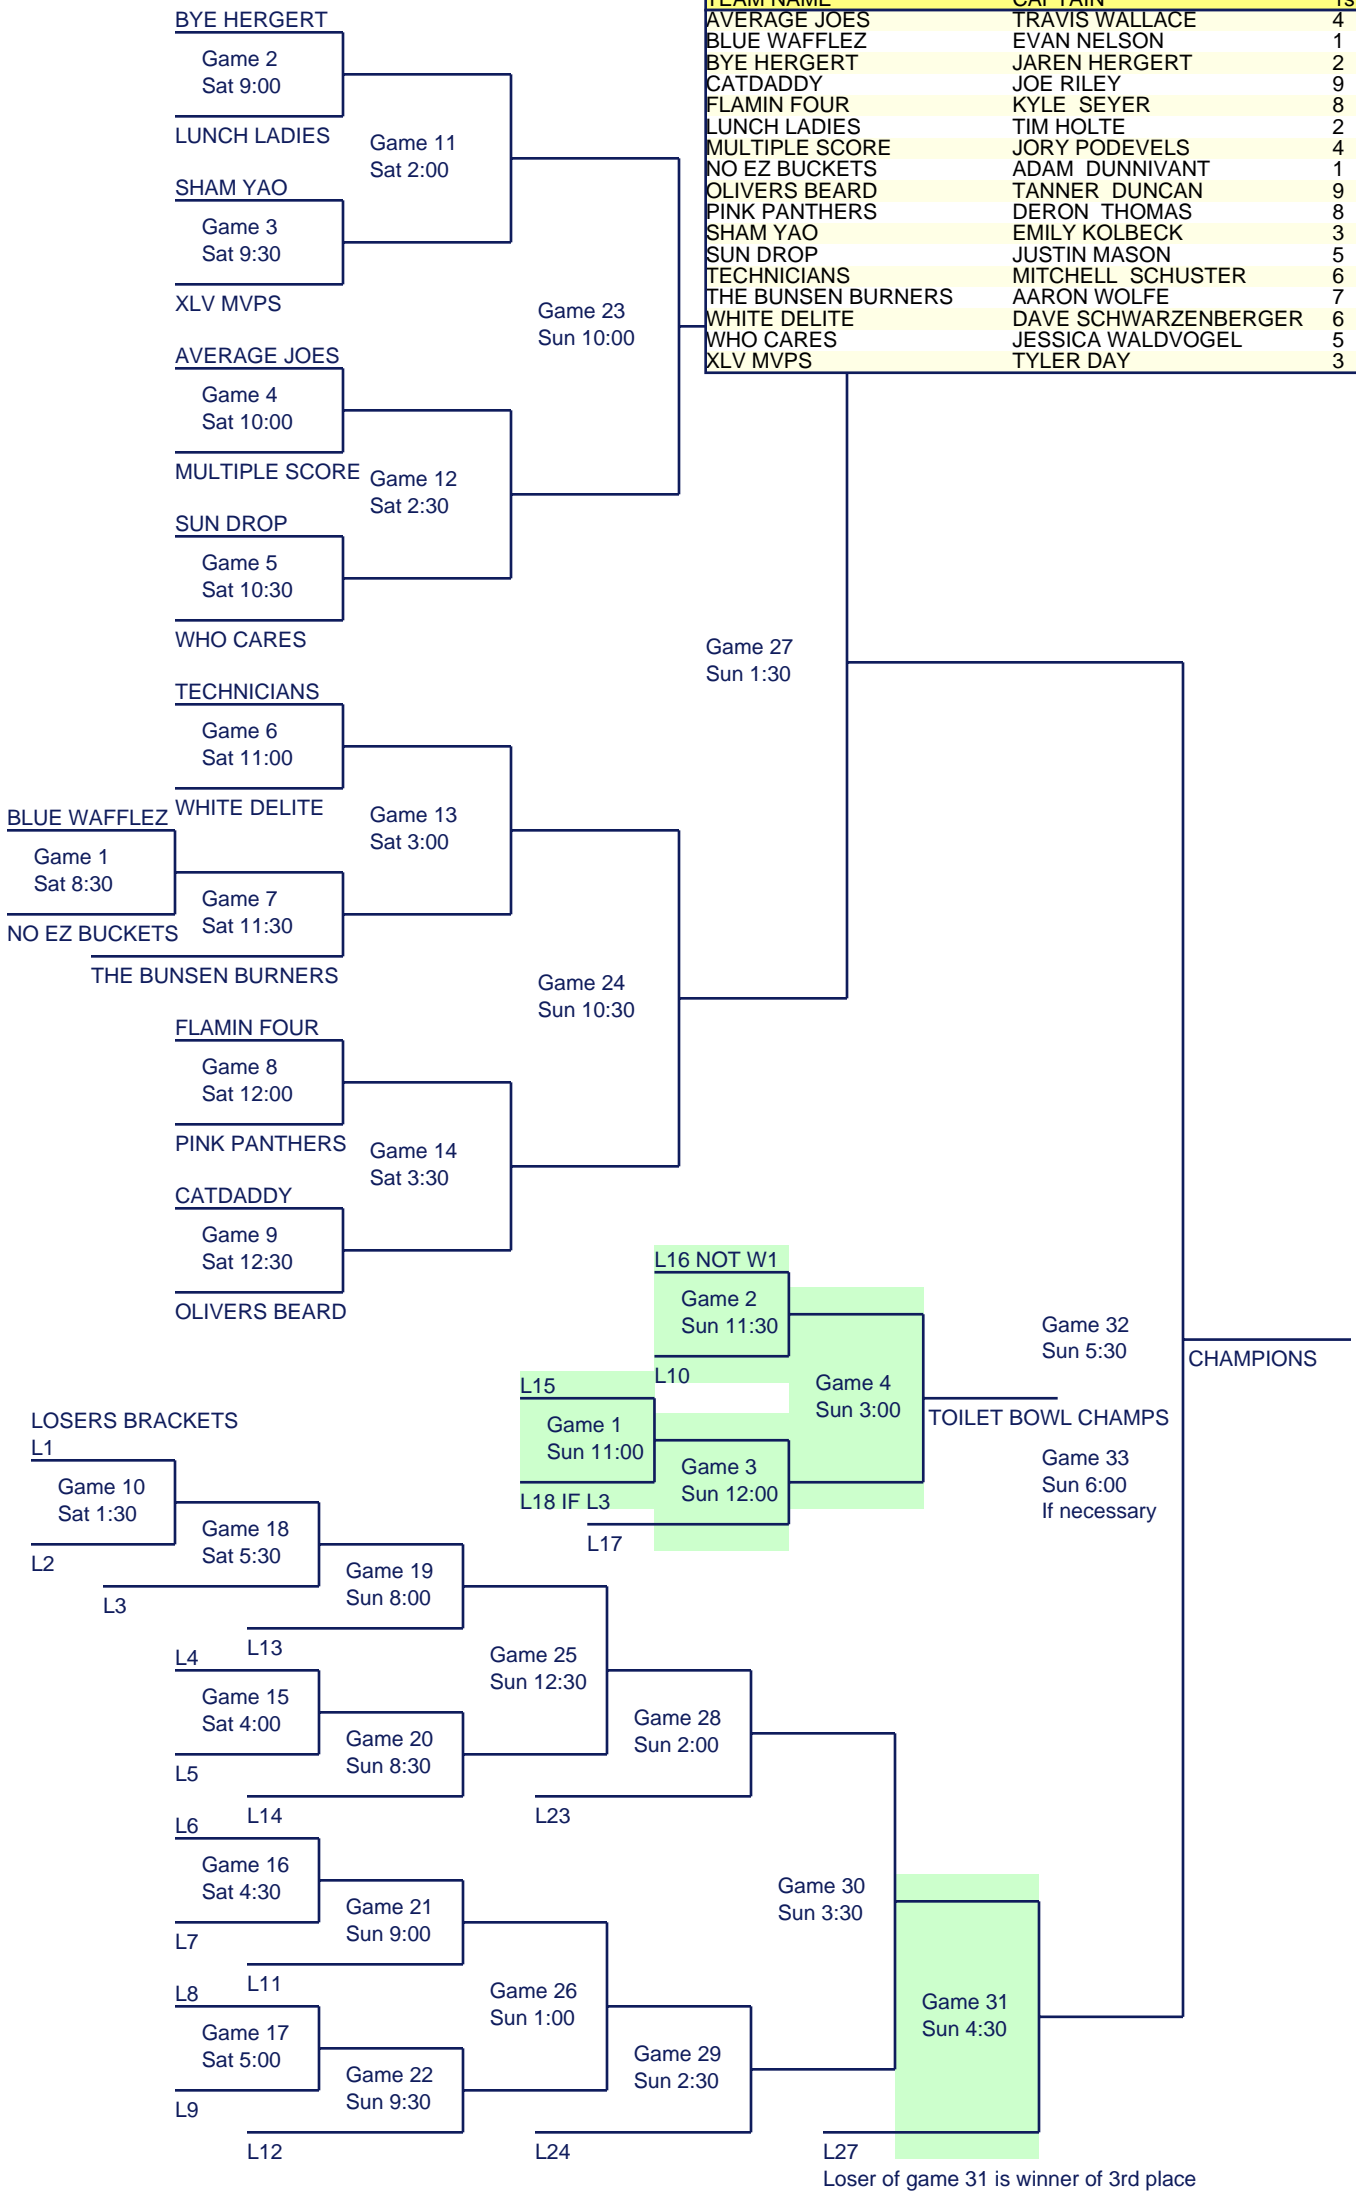 TEAM NAME CAPTAIN
AVERAGE JOES TRAVIS WALLACE 4
BLUE WAFFLEZ EVAN NELSON 1
BYE HERGERT JAREN HERGERT 2
CATDADDY JOE RILEY 9
FLAMIN FOUR KYLE SEYER 8
LUNCH LADIES TIM HOLTE 2
MULTIPLE SCORE JORY PODEVELS 4
NO EZ BUCKETS ADAM DUNNIVANT 1
OLIVERS BEARD TANNER DUNCAN 9
PINK PANTHERS DERON THOMAS 8
SHAM YAO EMILY KOLBECK 3
SUN DROP JUSTIN MASON 5
TECHNICIANS MITCHELL SCHUSTER 6
THE BUNSEN BURNERS AARON WOLFE 7
WHITE DELITE DAVE SCHWARZENBERGER 6
WHO CARES JESSICA WALDVOGEL 5
XLV MVPS TYLER DAY 3
BYE HERGERT
Game 2
Sat 9:00
LUNCH LADIES
Game 11
Sat 2:00
SHAM YAO
Game 3
Sat 9:30
XLV MVPS
Game 23
Sun 10:00
AVERAGE JOES
Game 4
Sat 10:00
MULTIPLE SCORE
Game 12
Sat 2:30
SUN DROP
Game 5
Sat 10:30
WHO CARES
Game 27
Sun 1:30
TECHNICIANS
Game 6
Sat 11:00
WHITE DELITE
Game 13
Sat 3:00
BLUE WAFFLEZ
Game 1
Sat 8:30
NO EZ BUCKETS
Game 7
Sat 11:30
THE BUNSEN BURNERS
Game 24
Sun 10:30
FLAMIN FOUR
Game 8
Sat 12:00
PINK PANTHERS
Game 14
Sat 3:30
CATDADDY
Game 9
Sat 12:30
OLIVERS BEARD
L16 NOT W1
Game 2
Sun 11:30
L10
Game 32
Sun 5:30
CHAMPIONS
L15
Game 1
Sun 11:00
L18 IF L3
Game 4
Sun 3:00
TOILET BOWL CHAMPS
Game 3
Sun 12:00
L17
Game 33
Sun 6:00
If necessary
LOSERS BRACKETS
L1
Game 10
Sat 1:30
L2
Game 18
Sat 5:30
L3
Game 19
Sun 8:00
L13
L4
Game 15
Sat 4:00
L5
Game 20
Sun 8:30
L14
Game 25
Sun 12:30
Game 28
Sun 2:00
L23
L6
Game 16
Sat 4:30
L7
Game 21
Sun 9:00
L11
L8
Game 17
Sat 5:00
L9
Game 22
Sun 9:30
L12
Game 26
Sun 1:00
Game 29
Sun 2:30
L24
Game 30
Sun 3:30
Game 31
Sun 4:30
L27
Loser of game 31 is winner of 3rd place